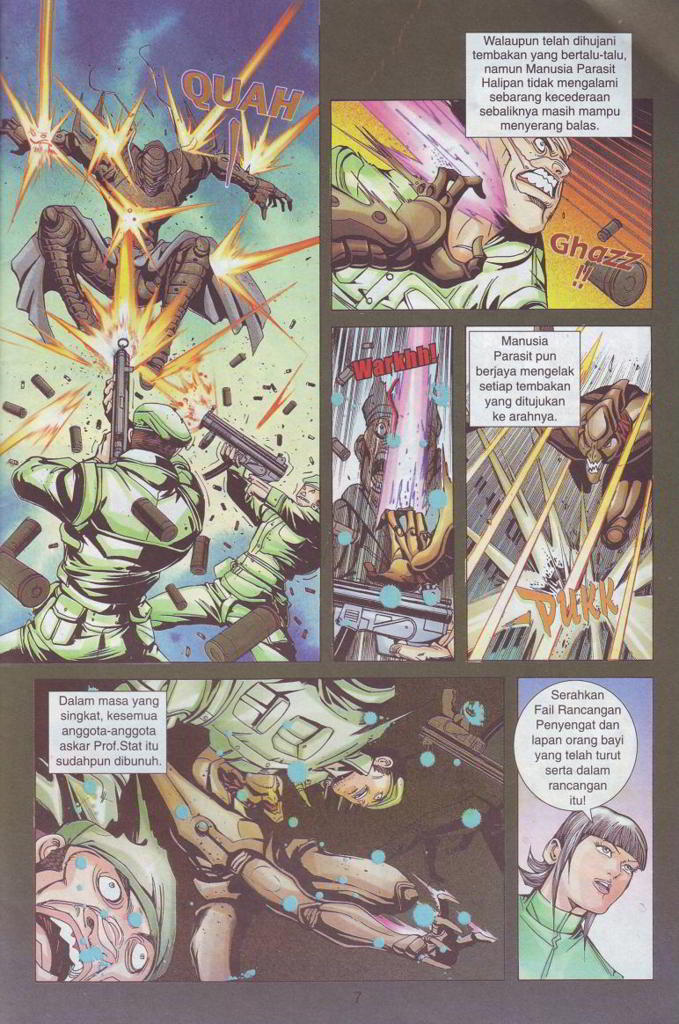 QUAH
!
Walaupun telah dihujani
tembakan yang bertalu-talu,
namun Manusia Parasit
Halipan tidak mengalami
sebarang kecederaan
sebaliknya masih mampu
menyerang balas.
Ghazz
!!
Warkhh!
Manusia
Parasit pun
berjaya mengelak
setiap tembakan
yang ditujukan
ke arahnya.
PUKK
Dalam masa yang
singkat, kesemua
anggota-anggota
askar Prof.Stat itu
sudahpun dibunuh.
Serahkan
Fail Rancangan
Penyengat dan
lapan orang bayi
yang telah turut
serta dalam
rancangan
itu!
7